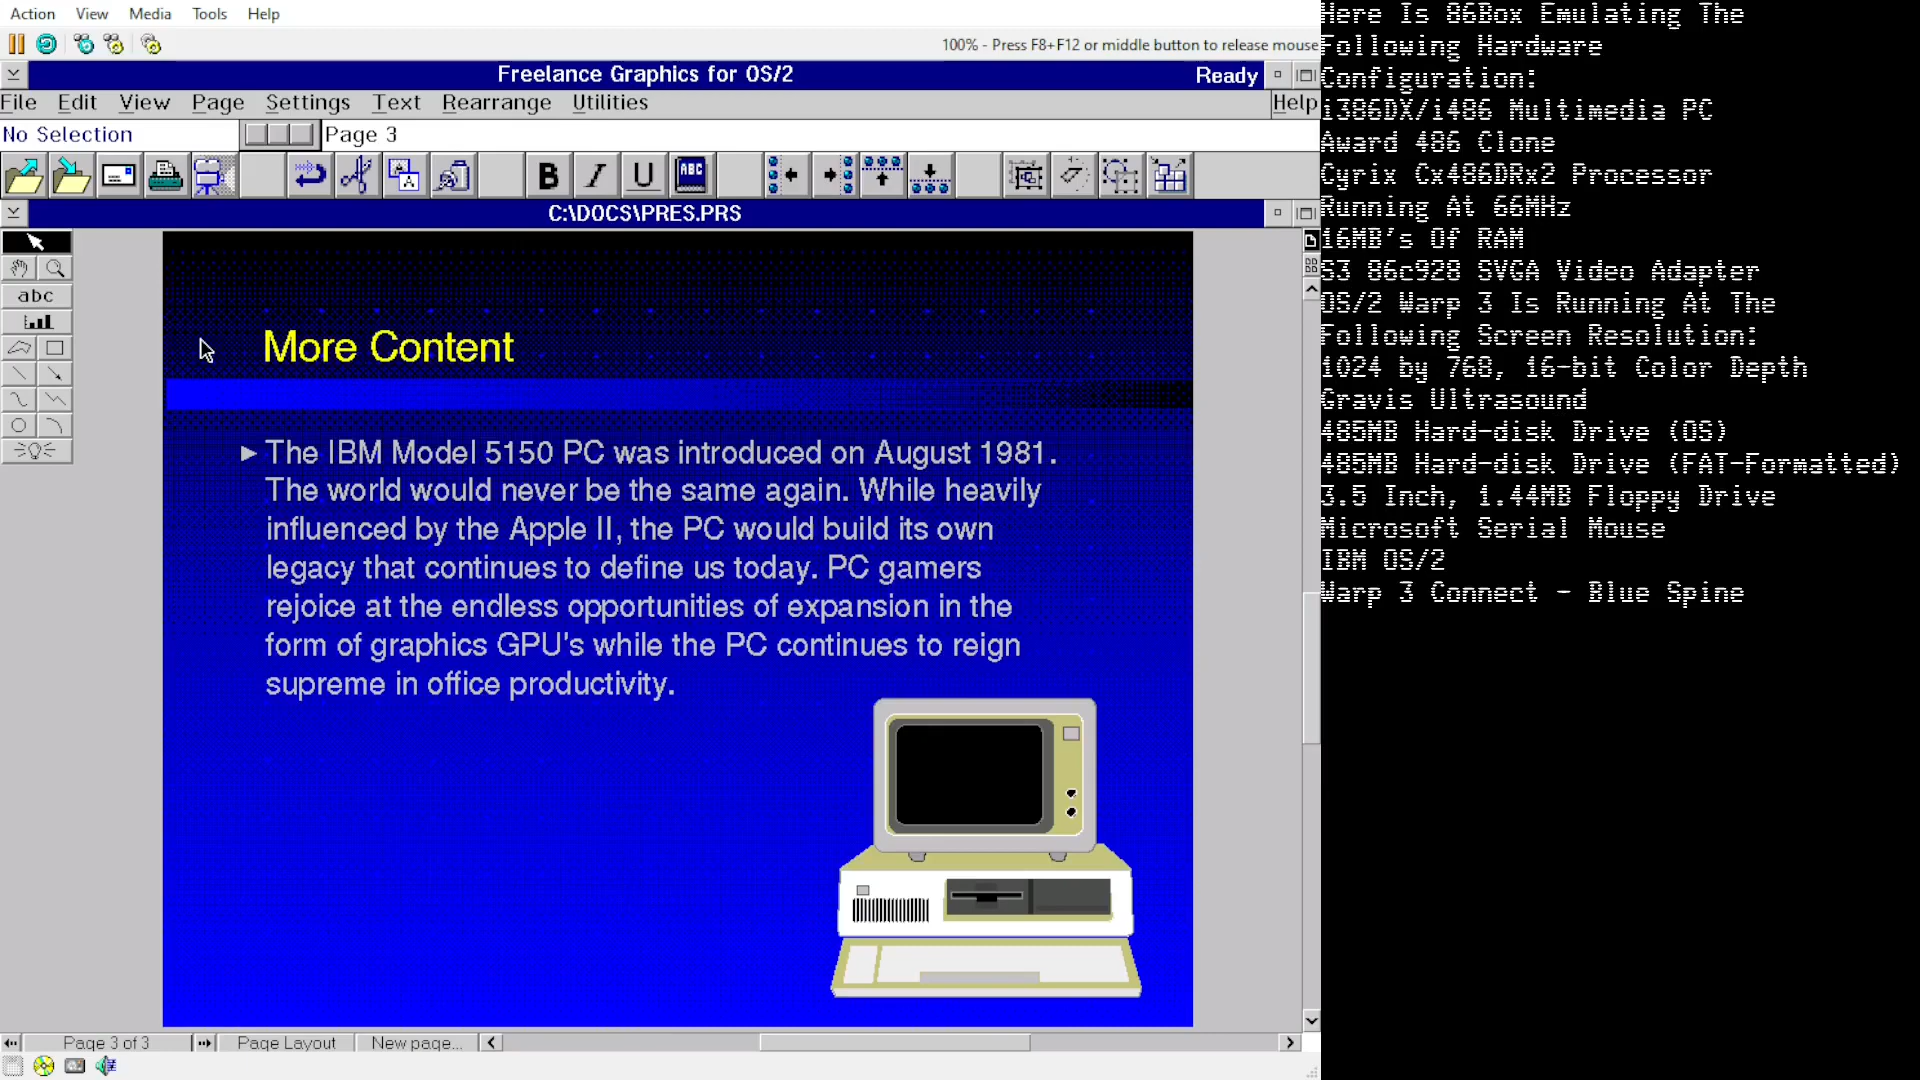 Action View Media Tools Help
100% - Press F8+F12 or middle button to release mouse
Freelance Graphics for OS/2 Ready
File Edit View Page Settings Text Rearrange Utilities Help
No Selection Page 3
B I U ABC
C:\DOCS\PRES.PRS
abc
More Content
► The IBM Model 5150 PC was introduced on August 1981.
The world would never be the same again. While heavily
influenced by the Apple II, the PC would build its own
legacy that continues to define us today. PC gamers
rejoice at the endless opportunities of expansion in the
form of graphics GPU's while the PC continues to reign
supreme in office productivity.
Page 3 of 3 Page Layout New page...
Here Is 86Box Emulating The
Following Hardware
Configuration:
i386DX/i486 Multimedia PC
Award 486 Clone
Cyrix Cx486DRx2 Processor
Running At 66MHz
16MB's Of RAM
S3 86c928 SVGA Video Adapter
OS/2 Warp 3 Is Running At The
Following Screen Resolution:
1024 by 768, 16-bit Color Depth
Gravis Ultrasound
485MB Hard-disk Drive (OS)
485MB Hard-disk Drive (FAT-Formatted)
3.5 Inch, 1.44MB Floppy Drive
Microsoft Serial Mouse
IBM OS/2
Warp 3 Connect - Blue Spine